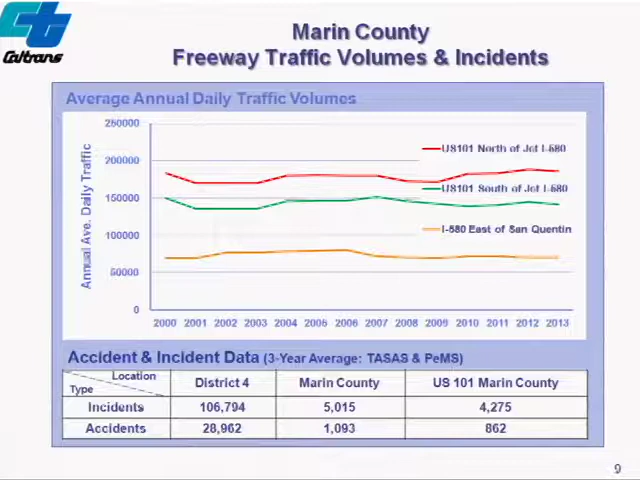 Caltrans
Marin County
Freeway Traffic Volumes & Incidents
Average Annual Daily Traffic Volumes
Annual Ave. Daily Traffic
250000
200000
150000
100000
50000
0
US101 North of Jct I-580
US101 South of Jct I-580
I-580 East of San Quentin
2000 2001 2002 2003 2004 2005 2006 2007 2008 2009 2010 2011 2012 2013
Accident & Incident Data (3-Year Average: TASAS & PeMS)
Location
Type
District 4 Marin County US 101 Marin County
Incidents 106,794 5,015 4,275
Accidents 28,962 1,093 862
9